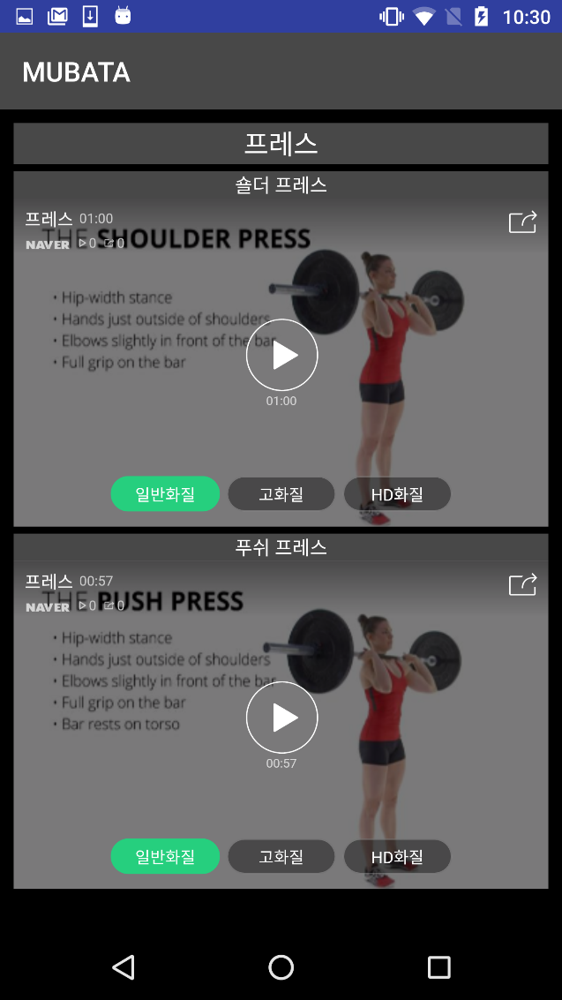 10:30
MUBATA
프레스
숄더 프레스
프레스 01:00
NAVER 0 0
THE SHOULDER PRESS
• Hip-width stance
• Hands just outside of shoulders
• Elbows slightly in front of the bar
• Full grip on the bar
01:00
일반화질 고화질 HD화질
푸쉬 프레스
프레스 00:57
NAVER 0 0
THE PUSH PRESS
• Hip-width stance
• Hands just outside of shoulders
• Elbows slightly in front of the bar
• Full grip on the bar
• Bar rests on torso
00:57
일반화질 고화질 HD화질